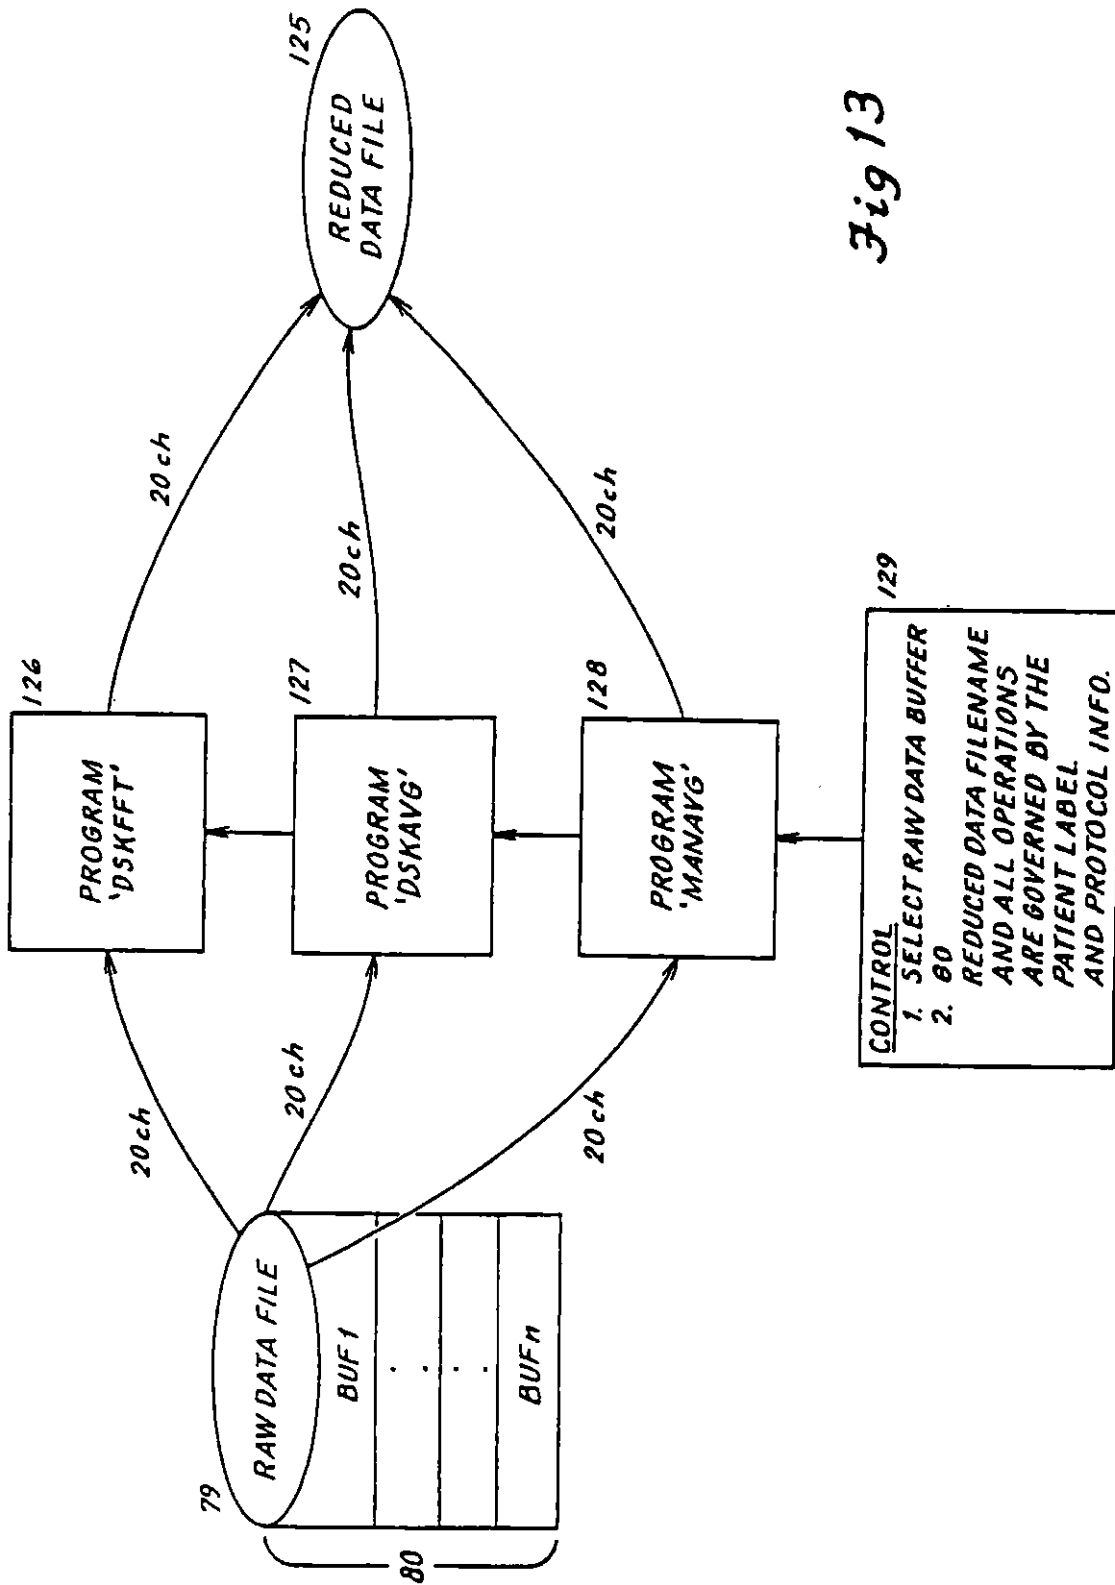 79
RAW DATA FILE
BUF1
. .
. .
BUFn
80
20ch
20ch
20ch
126
PROGRAM
'DSKFFT'
127
PROGRAM
'DSKAVG'
128
PROGRAM
'MANAVG'
20ch
20ch
20ch
125
REDUCED
DATA FILE
129
CONTROL
1. SELECT RAW DATA BUFFER
2. GO
REDUCED DATA FILENAME
AND ALL OPERATIONS
ARE GOVERNED BY THE
PATIENT LABEL
AND PROTOCOL INFO.
Fig 13